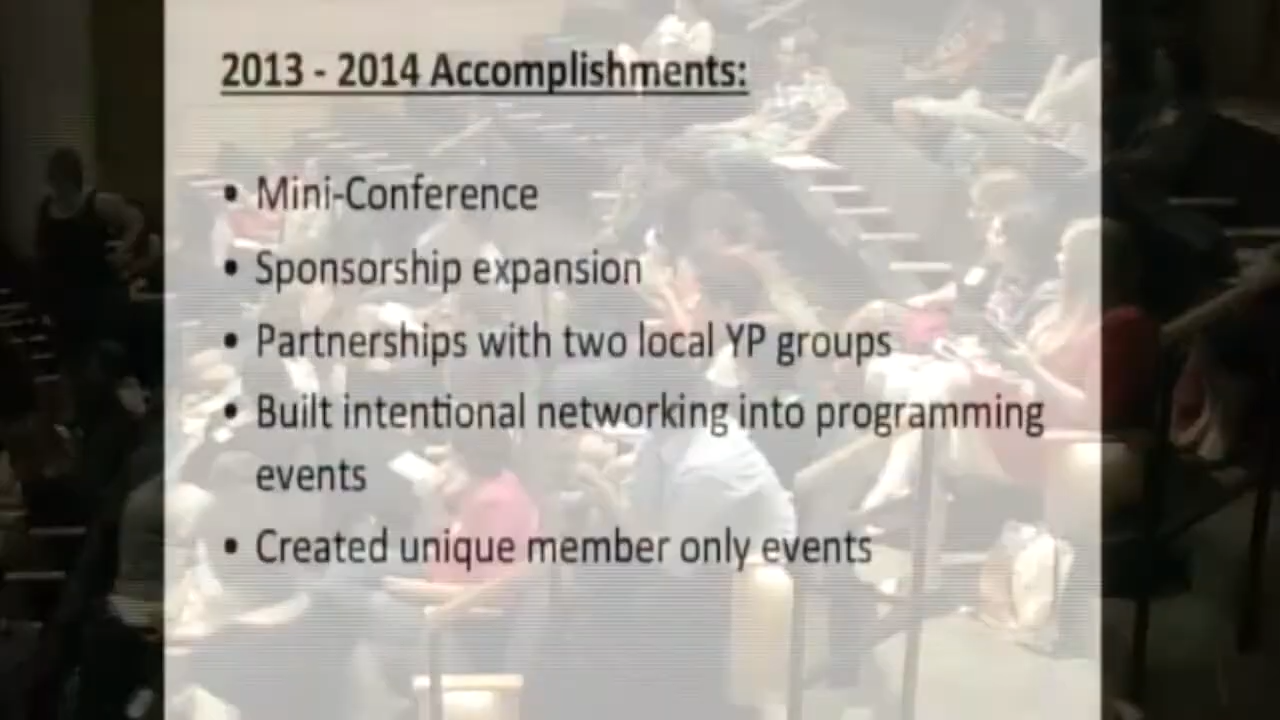 2013 - 2014 Accomplishments:
• Mini-Conference
• Sponsorship expansion
• Partnerships with two local YP groups
• Built intentional networking into programming
events
• Created unique member only events